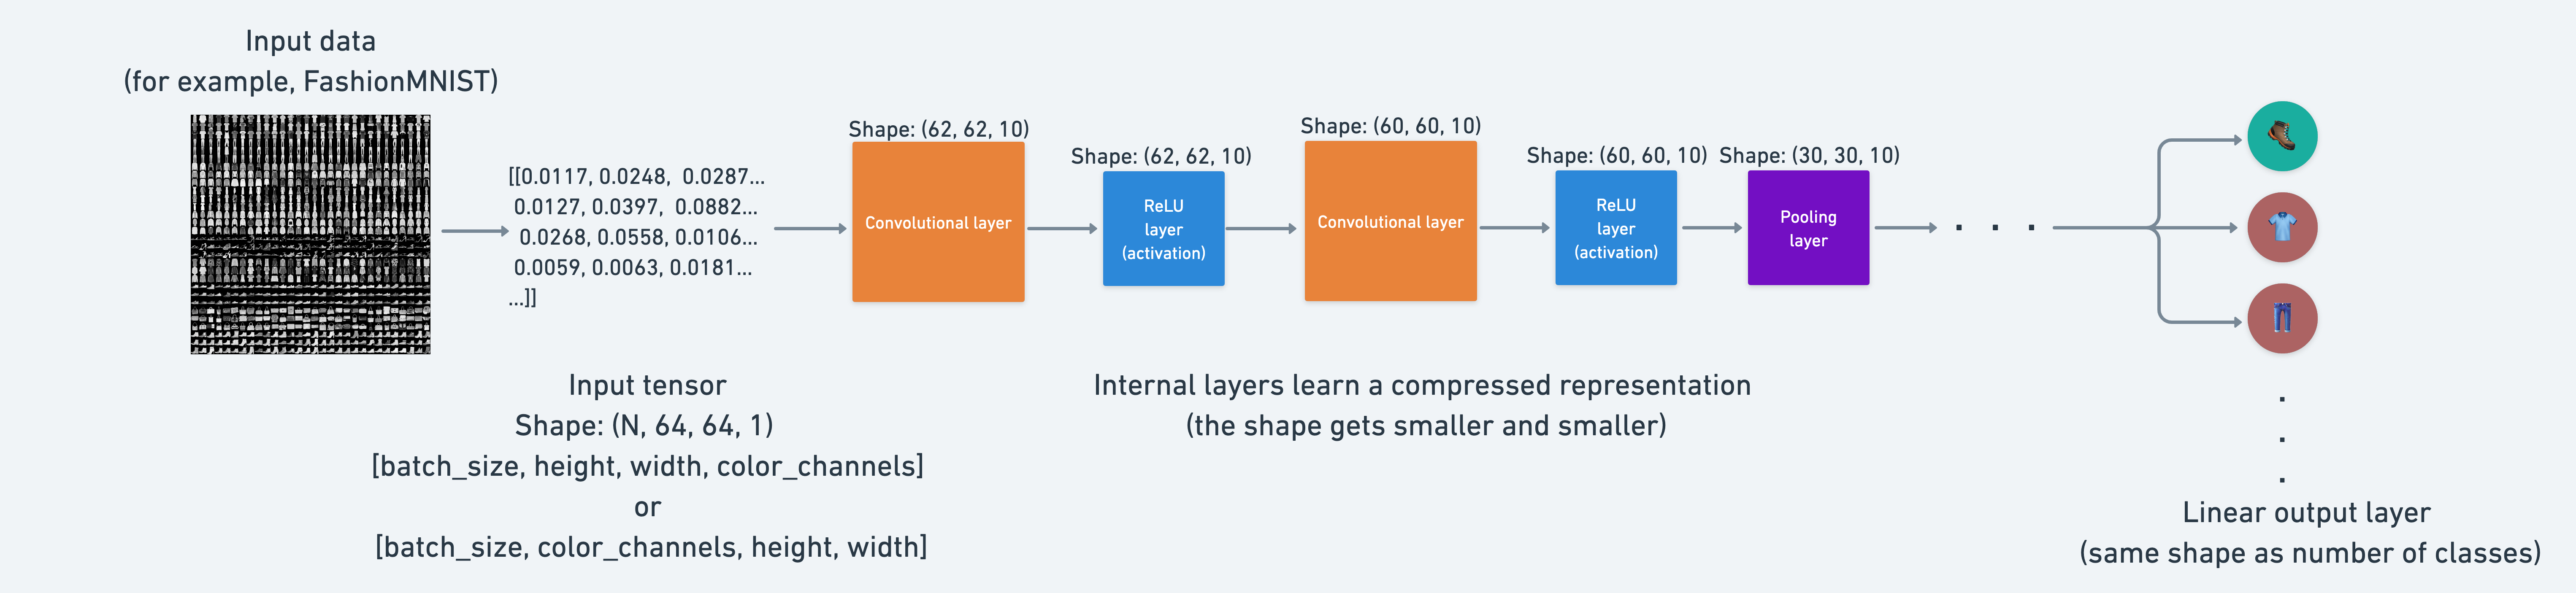 Input data
(for example, FashionMNIST)
[[0.0117, 0.0248, 0.0287...
0.0127, 0.0397, 0.0882...
0.0268, 0.0558, 0.0106...
0.0059, 0.0063, 0.0181...
...]]
Input tensor
Shape: (N, 64, 64, 1)
[batch_size, height, width, color_channels]
or
[batch_size, color_channels, height, width]
Shape: (62, 62, 10)
Convolutional layer
Shape: (62, 62, 10)
ReLU
layer
(activation)
Shape: (60, 60, 10)
Convolutional layer
Shape: (60, 60, 10)
ReLU
layer
(activation)
Shape: (30, 30, 10)
Pooling
layer
. . .
Internal layers learn a compressed representation
(the shape gets smaller and smaller)
.
.
.
Linear output layer
(same shape as number of classes)